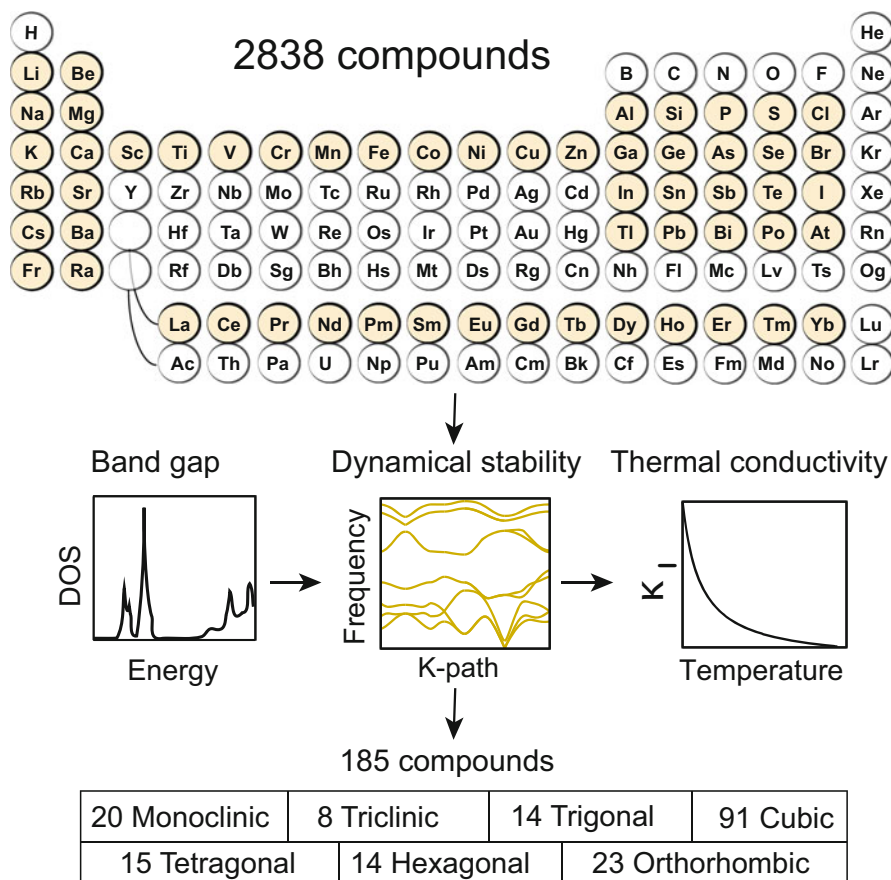 H He
2838 compounds
Li Be B C N O F Ne
Na Mg Al Si P S Cl Ar
K Ca Sc Ti V Cr Mn Fe Co Ni Cu Zn Ga Ge As Se Br Kr
Rb Sr Y Zr Nb Mo Tc Ru Rh Pd Ag Cd In Sn Sb Te I Xe
Cs Ba Hf Ta W Re Os Ir Pt Au Hg Tl Pb Bi Po At Rn
Fr Ra Rf Db Sg Bh Hs Mt Ds Rg Cn Nh Fl Mc Lv Ts Og
La Ce Pr Nd Pm Sm Eu Gd Tb Dy Ho Er Tm Yb Lu
Ac Th Pa U Np Pu Am Cm Bk Cf Es Fm Md No Lr
Band gap
DOS
Energy
Dynamical stability
Frequency
K-path
Thermal conductivity
K l
Temperature
185 compounds
20 Monoclinic 8 Triclinic 14 Trigonal 91 Cubic
15 Tetragonal 14 Hexagonal 23 Orthorhombic